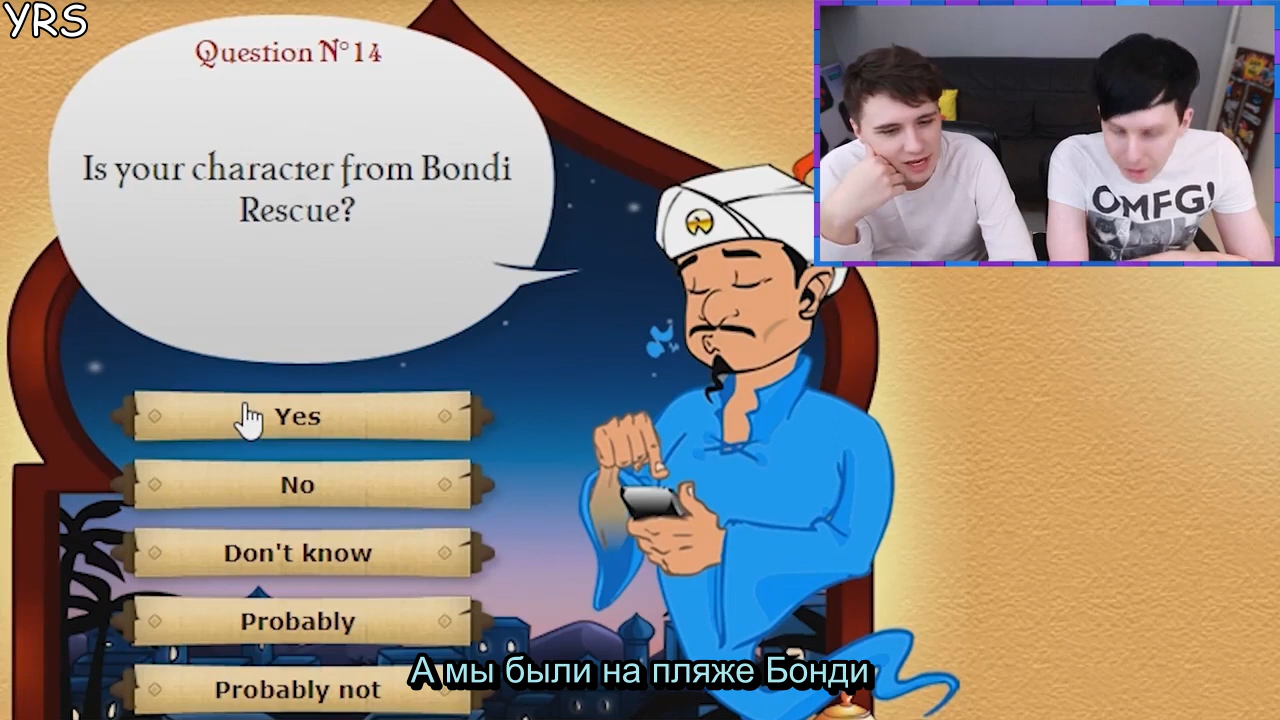 YRS
Question N°14
Is your character from Bondi
Rescue?
OMFG!
Yes
No
Don't know
Probably
Probably not
А мы были на пляже Бонди